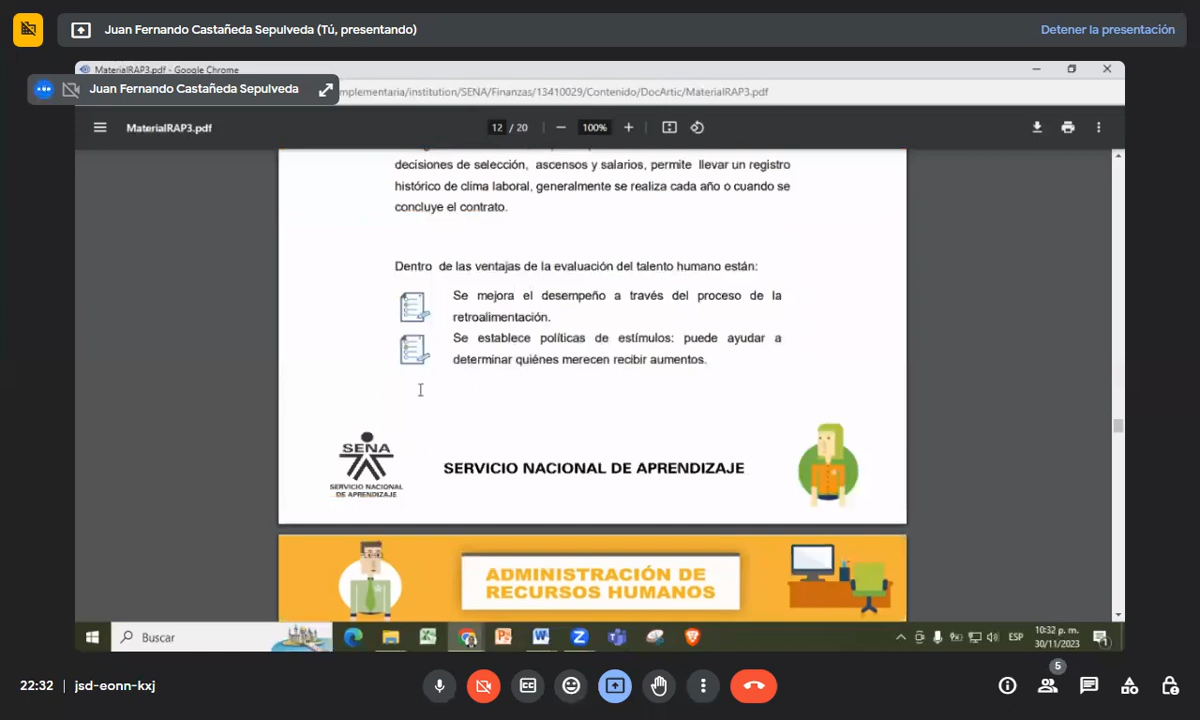 Juan Fernando Castañeda Sepulveda (Tú, presentando)
Detener la presentación
MaterialRAP3.pdf - Google Chrome
Juan Fernando Castañeda Sepulveda
mplementaria/institution/SENA/Finanzas/13410029/Contenido/DocArtic/MaterialRAP3.pdf
MaterialRAP3.pdf
12 / 20
100%
decisiones de selección, ascensos y salarios, permite llevar un registro
histórico de clima laboral, generalmente se realiza cada año o cuando se
concluye el contrato.
Dentro de las ventajas de la evaluación del talento humano están:
Se mejora el desempeño a través del proceso de la
retroalimentación.
Se establece políticas de estímulos: puede ayudar a
determinar quiénes merecen recibir aumentos.
SENA
SERVICIO NACIONAL
DE APRENDIZAJE
SERVICIO NACIONAL DE APRENDIZAJE
ADMINISTRACIÓN DE
RECURSOS HUMANOS
Buscar
ESP
10:32 p. m.
30/11/2023
1
22:32 | jsd-eonn-kxj
5